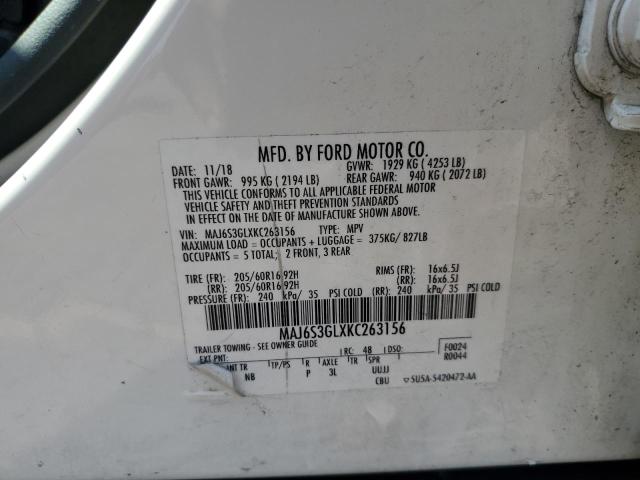 MFD. BY FORD MOTOR CO.
DATE: 11/18 GVWR: 1929 KG ( 4253 LB)
FRONT GAWR: 995 KG ( 2194 LB) REAR GAWR: 940 KG ( 2072 LB)
THIS VEHICLE CONFORMS TO ALL APPLICABLE FEDERAL MOTOR
VEHICLE SAFETY AND THEFT PREVENTION STANDARDS
IN EFFECT ON THE DATE OF MANUFACTURE SHOWN ABOVE.
VIN: MAJ6S3GLXKC263156 TYPE: MPV
MAXIMUM LOAD = OCCUPANTS + LUGGAGE = 375KG/ 827LB
OCCUPANTS = 5 TOTAL; 2 FRONT, 3 REAR
TIRE (FR): 205/60R16 92H RIMS (FR): 16x6.5J
(RR): 205/60R16 92H (RR): 16x6.5J
PRESSURE (FR): 240 kPa/ 35 PSI COLD (RR): 240 kPa/ 35 PSI COLD
MAJ6S3GLXKC263156
TRAILER TOWING - SEE OWNER GUIDE
EXT PNT: RC: 48 DSO: F0024
R0044
NT TR TP/PS R AXLE TR SPR
NB P 3L UUJJ
CBU SU5A-S420472-AA